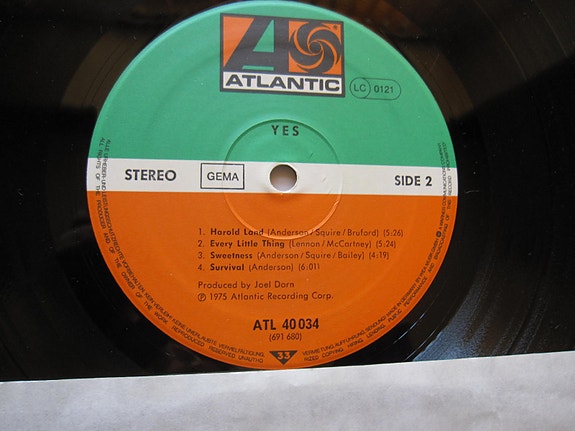 ATLANTIC
LC 0121
YES
STEREO GEMA SIDE 2
1. Harold Land (Anderson/Squire/Bruford) (5:26)
2. Every Little Thing (Lennon/McCartney) (5:24)
3. Sweetness (Anderson/Squire/Bailey) (4:19)
4. Survival (Anderson) (6:01)
Produced by Joel Dorn
Ⓟ 1975 Atlantic Recording Corp.
ATL 40 034
(691 680)
33